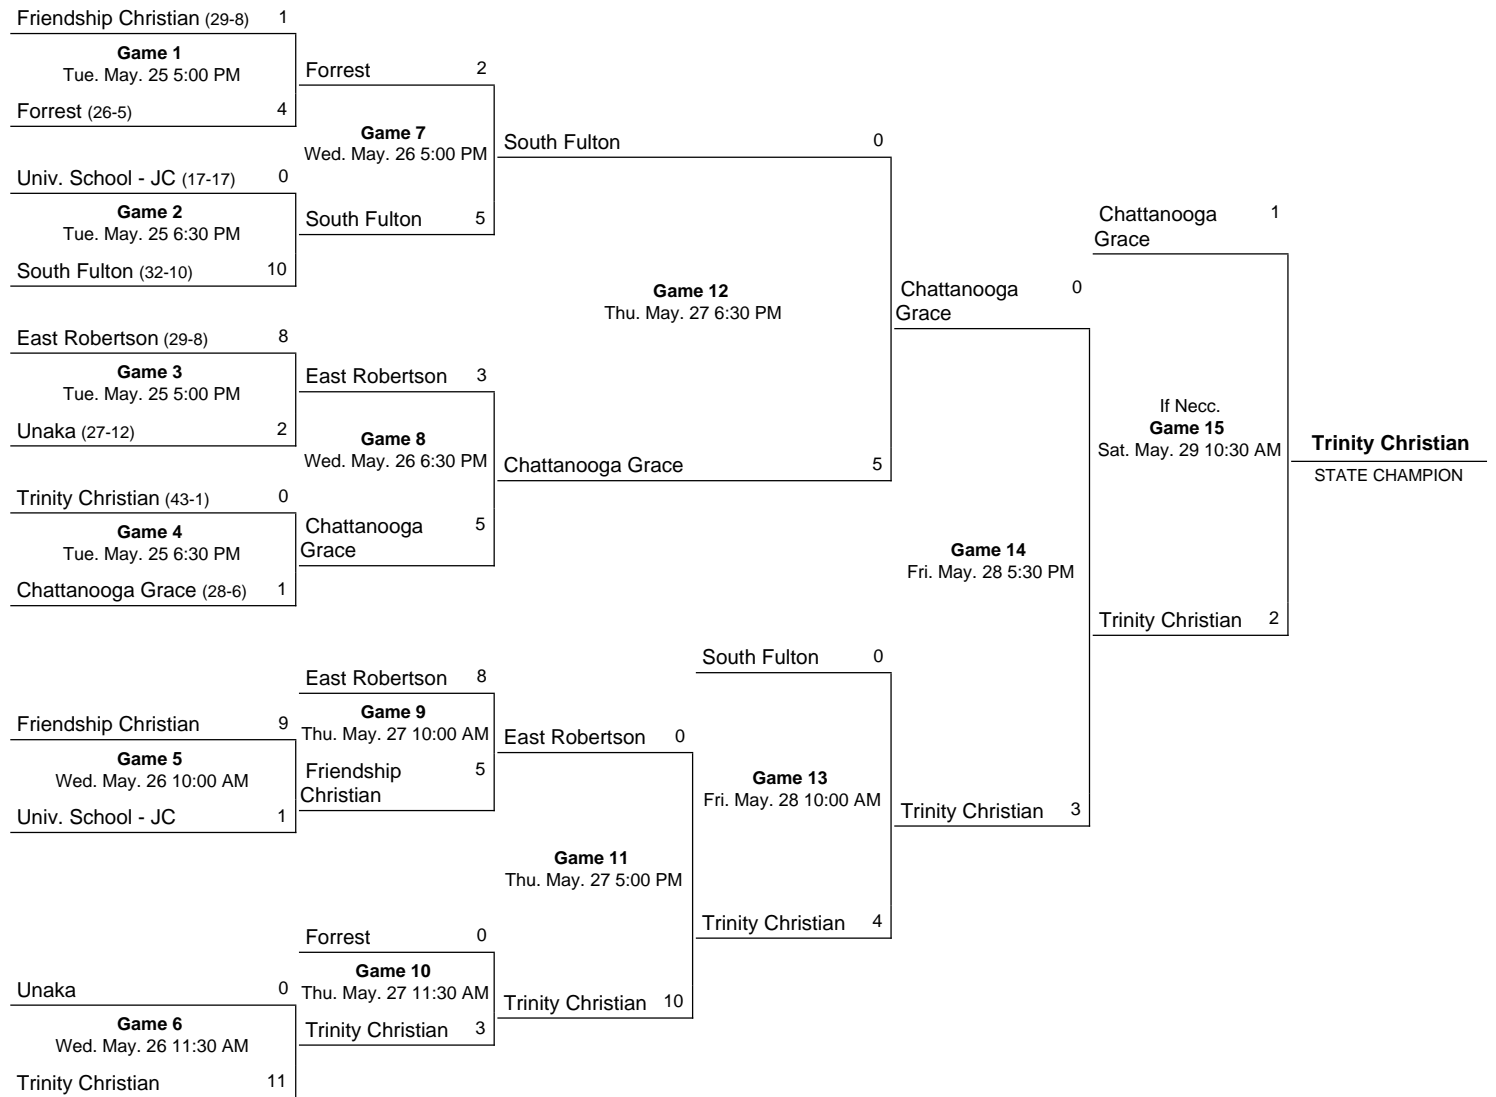 Friendship Christian (29-8) 1
Game 1
Tue. May. 25 5:00 PM
Forrest (26-5) 4
Univ. School - JC (17-17) 0
Game 2
Tue. May. 25 6:30 PM
South Fulton (32-10) 10
East Robertson (29-8) 8
Game 3
Tue. May. 25 5:00 PM
Unaka (27-12) 2
Trinity Christian (43-1) 0
Game 4
Tue. May. 25 6:30 PM
Chattanooga Grace (28-6) 1
Friendship Christian 9
Game 5
Wed. May. 26 10:00 AM
Univ. School - JC 1
Unaka 0
Game 6
Wed. May. 26 11:30 AM
Trinity Christian 11
Forrest 2
Game 7
Wed. May. 26 5:00 PM
South Fulton 5
East Robertson 3
Game 8
Wed. May. 26 6:30 PM
Chattanooga 5
Grace
East Robertson 8
Game 9
Thu. May. 27 10:00 AM
Friendship 5
Christian
Forrest 0
Game 10
Thu. May. 27 11:30 AM
Trinity Christian 3
South Fulton 0
Game 12
Thu. May. 27 6:30 PM
Chattanooga Grace 5
East Robertson 0
Game 11
Thu. May. 27 5:00 PM
Trinity Christian 10
South Fulton 0
Game 13
Fri. May. 28 10:00 AM
Trinity Christian 4
Chattanooga 0
Grace
Game 14
Fri. May. 28 5:30 PM
Trinity Christian 3
Chattanooga 1
Grace
If Necc.
Game 15
Sat. May. 29 10:30 AM
Trinity Christian 2
Trinity Christian
STATE CHAMPION